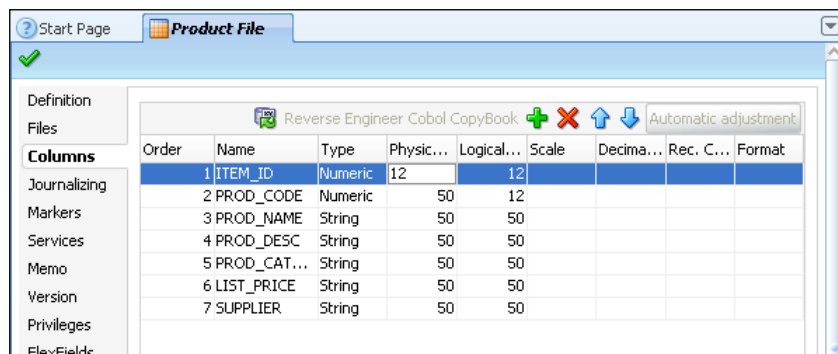 Start Page Product File
Definition
Files
Columns
Journalizing
Markers
Services
Memo
Version
Privileges
FlexFields
Reverse Engineer Cobol CopyBook Automatic adjustment
Order Name Type Physic... Logical... Scale Decima... Rec. C... Format
1 ITEM_ID Numeric 12 12
2 PROD_CODE Numeric 50 12
3 PROD_NAME String 50 50
4 PROD_DESC String 50 50
5 PROD_CAT... String 50 50
6 LIST_PRICE String 50 50
7 SUPPLIER String 50 50